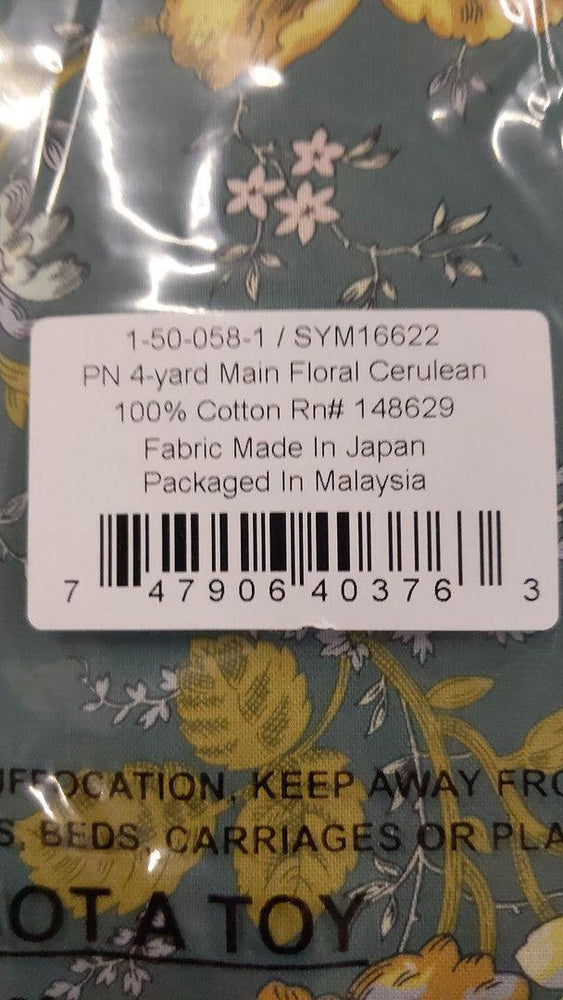 1-50-058-1 / SYM16622
PN 4-yard Main Floral Cerulean
100% Cotton Rn# 148629
Fabric Made In Japan
Packaged In Malaysia
7 47906 40376 3
UFFOCATION, KEEP AWAY FRO
S, BEDS, CARRIAGES OR PLA
OT A TOY